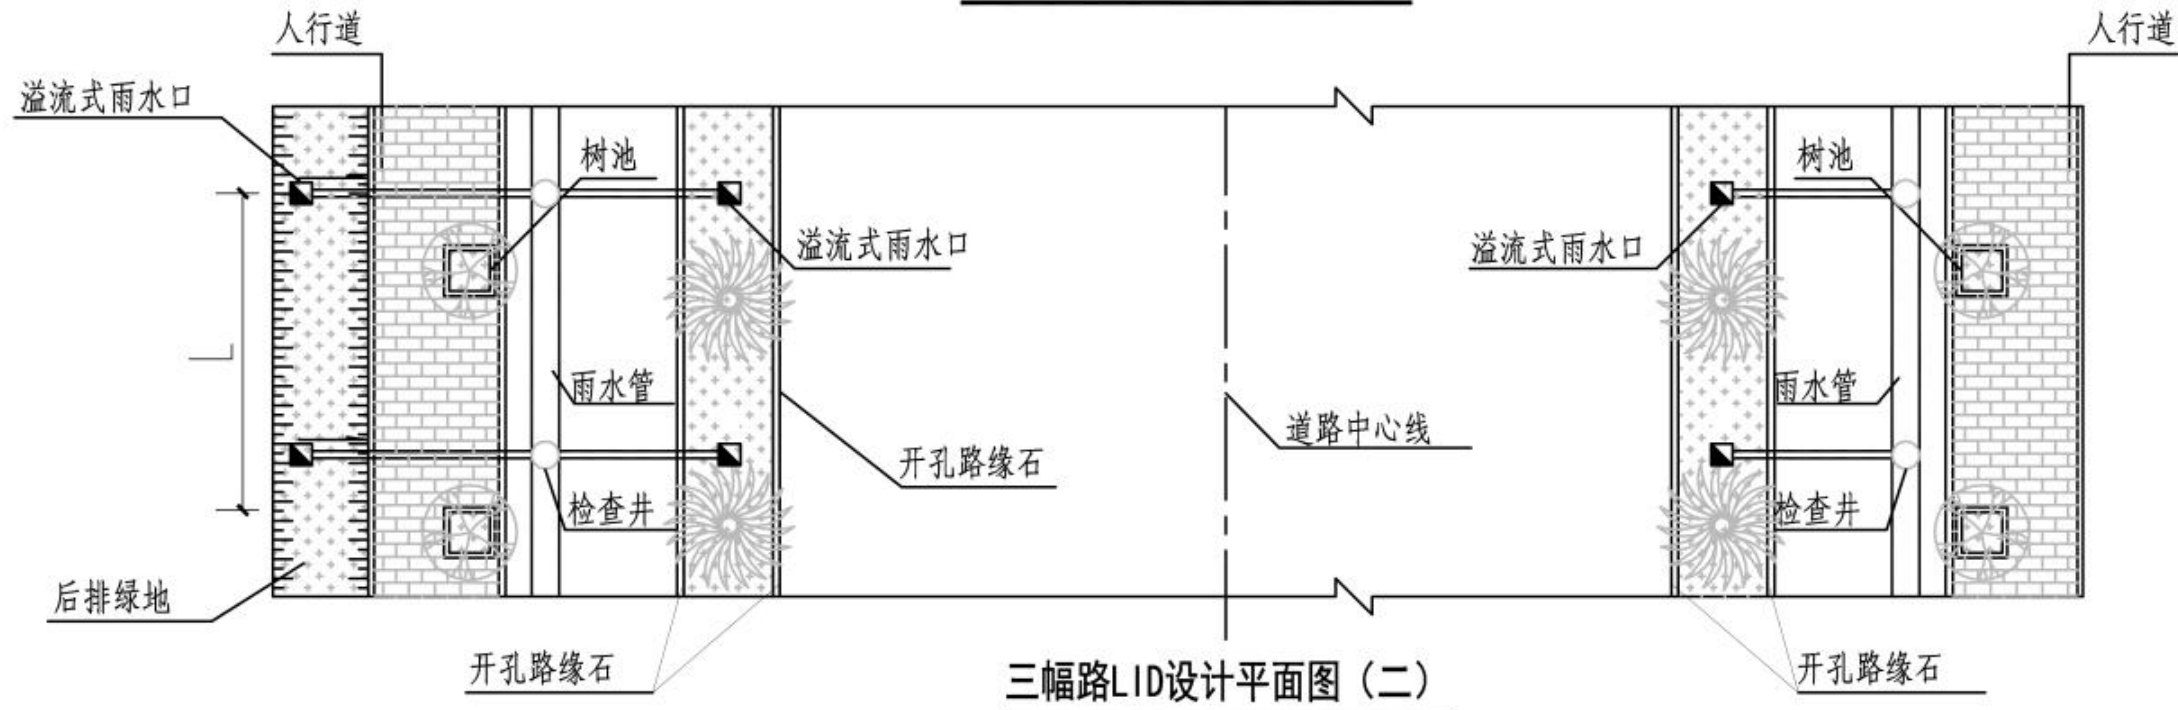 人行道
人行道
溢流式雨水口
树池
树池
溢流式雨水口
溢流式雨水口
L
雨水管
雨水管
道路中心线
开孔路缘石
检查井
检查井
后排绿地
开孔路缘石
三幅路LID设计平面图（二）
开孔路缘石